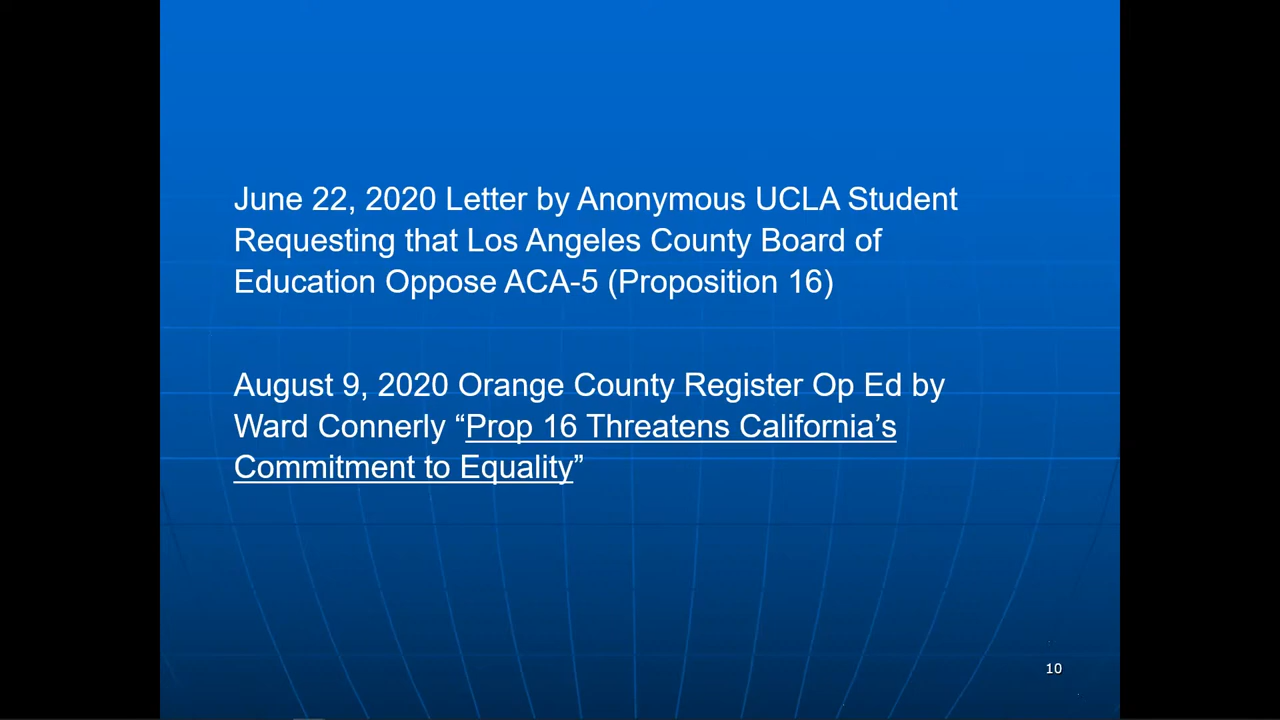 June 22, 2020 Letter by Anonymous UCLA Student
Requesting that Los Angeles County Board of
Education Oppose ACA-5 (Proposition 16)
August 9, 2020 Orange County Register Op Ed by
Ward Connerly “Prop 16 Threatens California’s
Commitment to Equality”
10